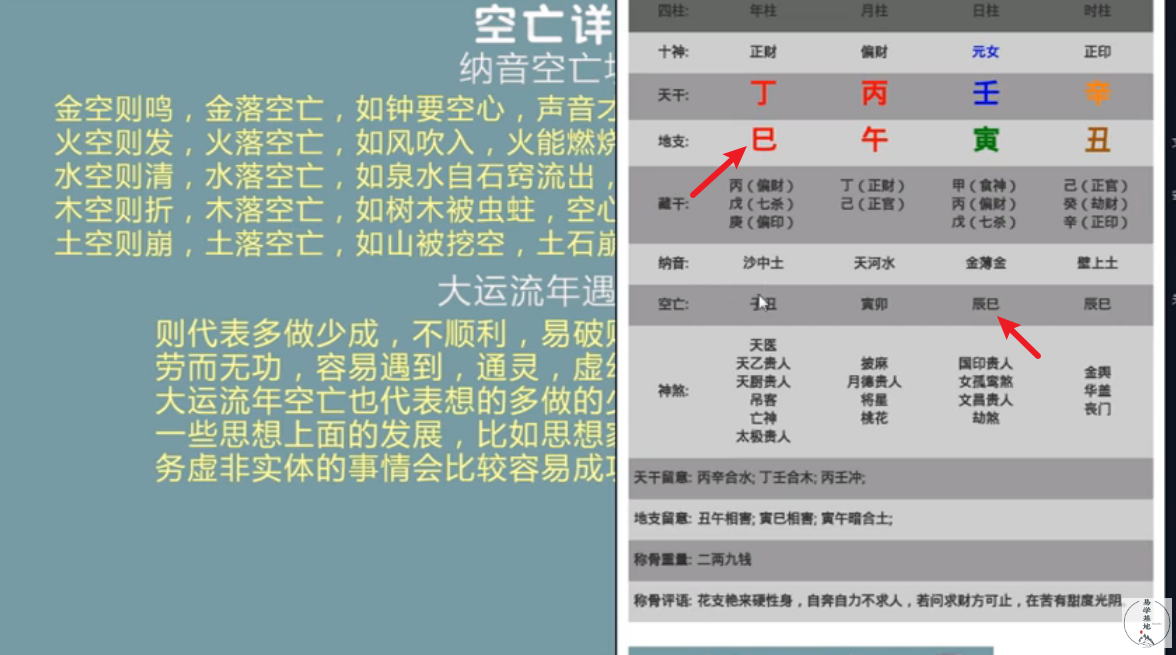 空亡详
纳音空亡
金空则鸣，金落空亡，如钟要空心，声音才
火空则发，火落空亡，如风吹入，火能燃烧
水空则清，水落空亡，如泉水自石窍流出，
木空则折，木落空亡，如树木被虫蛀，空心
土空则崩，土落空亡，如山被挖空，土石崩
大运流年遇
则代表多做少成，不顺利，易破财
劳而无功，容易遇到，通灵，虚幻
大运流年空亡也代表想的多做的少
一些思想上面的发展，比如思想家
务虚非实体的事情会比较容易成功
四柱: 年柱 月柱 日柱 时柱
十神: 正财 偏财 元女 正印
天干: 丁 丙 壬 辛
地支: 巳 午 寅 丑
藏干: 丙（偏财） 丁（正财） 甲（食神） 己（正官）
戊（七杀） 己（正官） 丙（偏财） 癸（劫财）
庚（偏印） 戊（七杀） 辛（正印）
纳音: 沙中土 天河水 金薄金 壁上土
空亡: 子丑 寅卯 辰巳 辰巳
神煞:
天医
天乙贵人
天厨贵人
吊客
亡神
太极贵人
披麻
月德贵人
将星
桃花
国印贵人
女孤鸾煞
文昌贵人
劫煞
金舆
华盖
丧门
天干留意: 丙辛合水; 丁壬合木; 丙壬冲;
地支留意: 丑午相害; 寅巳相害; 寅午暗合土;
称骨重量: 二两九钱
称骨评语: 花支艳来硬性身，自奔自力不求人，若问求财方可止，在苦有甜度光阴
易学基地